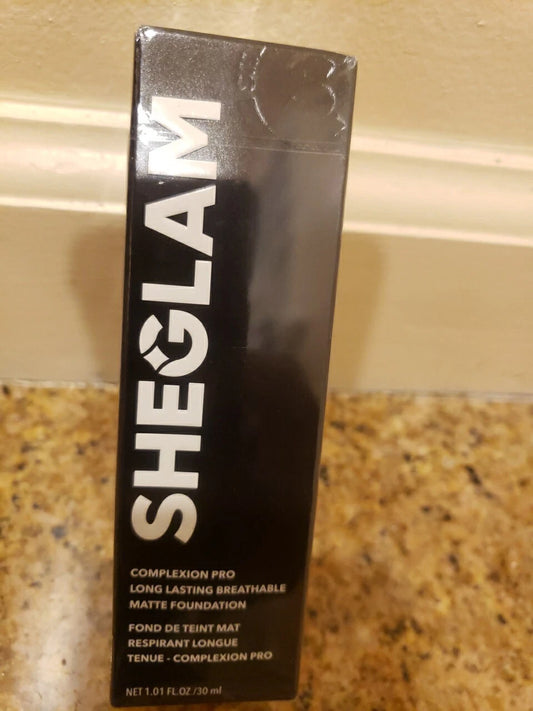 SHEGLAM
COMPLEXION PRO
LONG LASTING BREATHABLE
MATTE FOUNDATION
FOND DE TEINT MAT
RESPIRANT LONGUE
TENUE - COMPLEXION PRO
NET 1.01 FL.OZ /30 ml